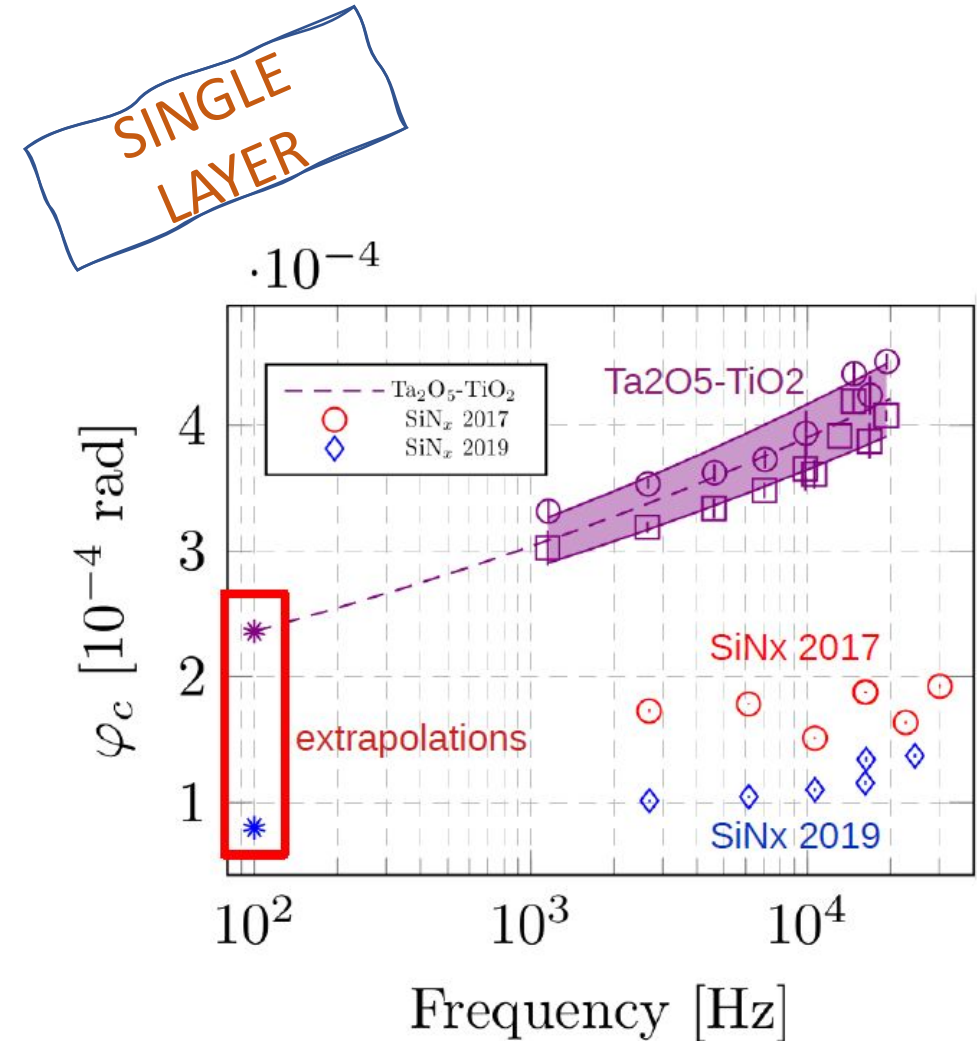 SINGLE
LAYER
·10⁻⁴
Ta2O5-TiO2
Ta₂O₅-TiO₂
SiNₓ 2017
SiNₓ 2019
4
3
2
1
φc [10⁻⁴ rad]
SiNx 2017
extrapolations
SiNx 2019
10² 10³ 10⁴
Frequency [Hz]